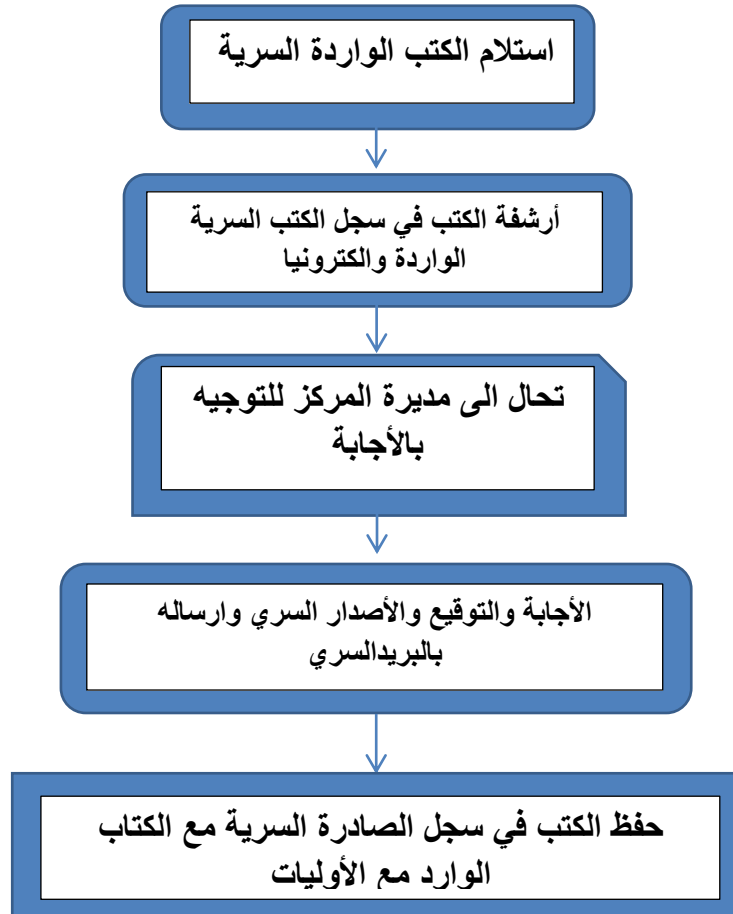 استلام الكتب الواردة السرية
أرشفة الكتب في سجل الكتب السرية
الواردة والكترونيا
تحال الى مديرة المركز للتوجيه
بالأجابة
الأجابة والتوقيع والأصدار السري وارساله
بالبريدالسري
حفظ الكتب في سجل الصادرة السرية مع الكتاب
الوارد مع الأوليات